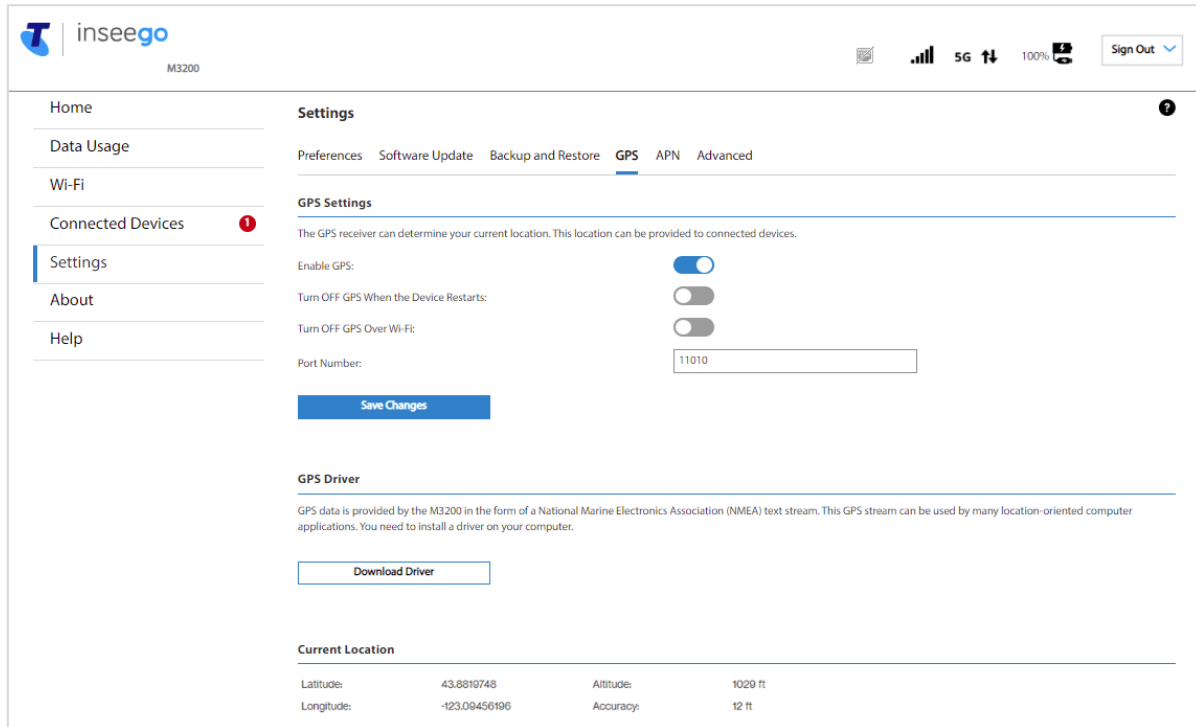 T inseego
M3200
5G 100% Sign Out
Home
Data Usage
Wi-Fi
Connected Devices 1
Settings
About
Help
Settings ?
Preferences Software Update Backup and Restore GPS APN Advanced
GPS Settings
The GPS receiver can determine your current location. This location can be provided to connected devices.
Enable GPS:
Turn OFF GPS When the Device Restarts:
Turn OFF GPS Over Wi-Fi:
Port Number: 11010
Save Changes
GPS Driver
GPS data is provided by the M3200 in the form of a National Marine Electronics Association (NMEA) text stream. This GPS stream can be used by many location-oriented computer
applications. You need to install a driver on your computer.
Download Driver
Current Location
Latitude: 43.8819748 Altitude: 1029 ft
Longitude: -123.09456196 Accuracy: 12 ft